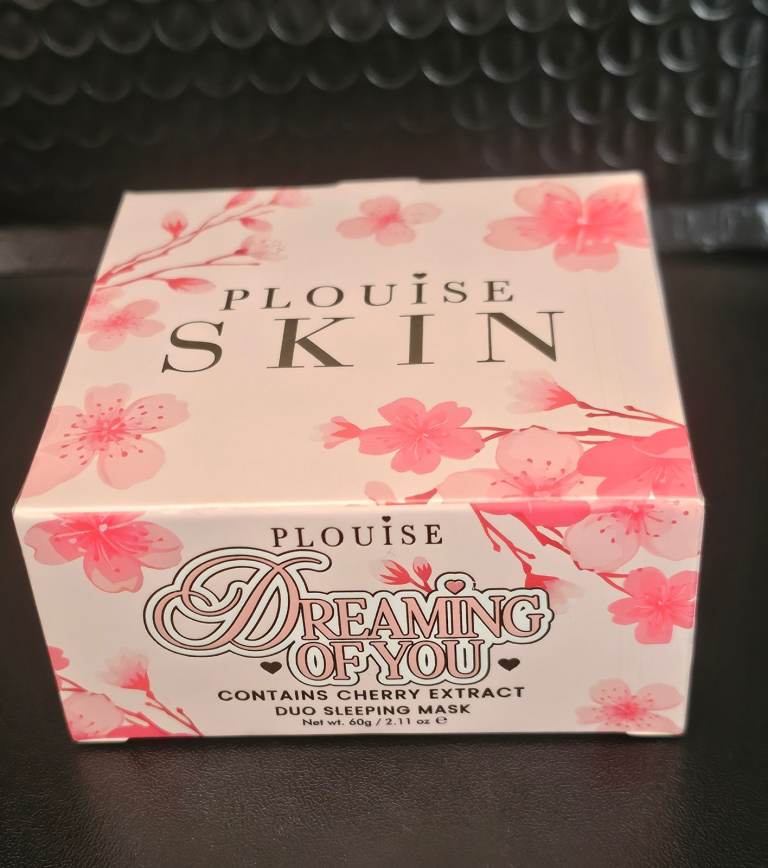 PLOUiSE
SKIN
PLOUiSE
DREAMiNG
OF YOU
CONTAINS CHERRY EXTRACT
DUO SLEEPING MASK
Net wt. 60g / 2.11 oz ℮